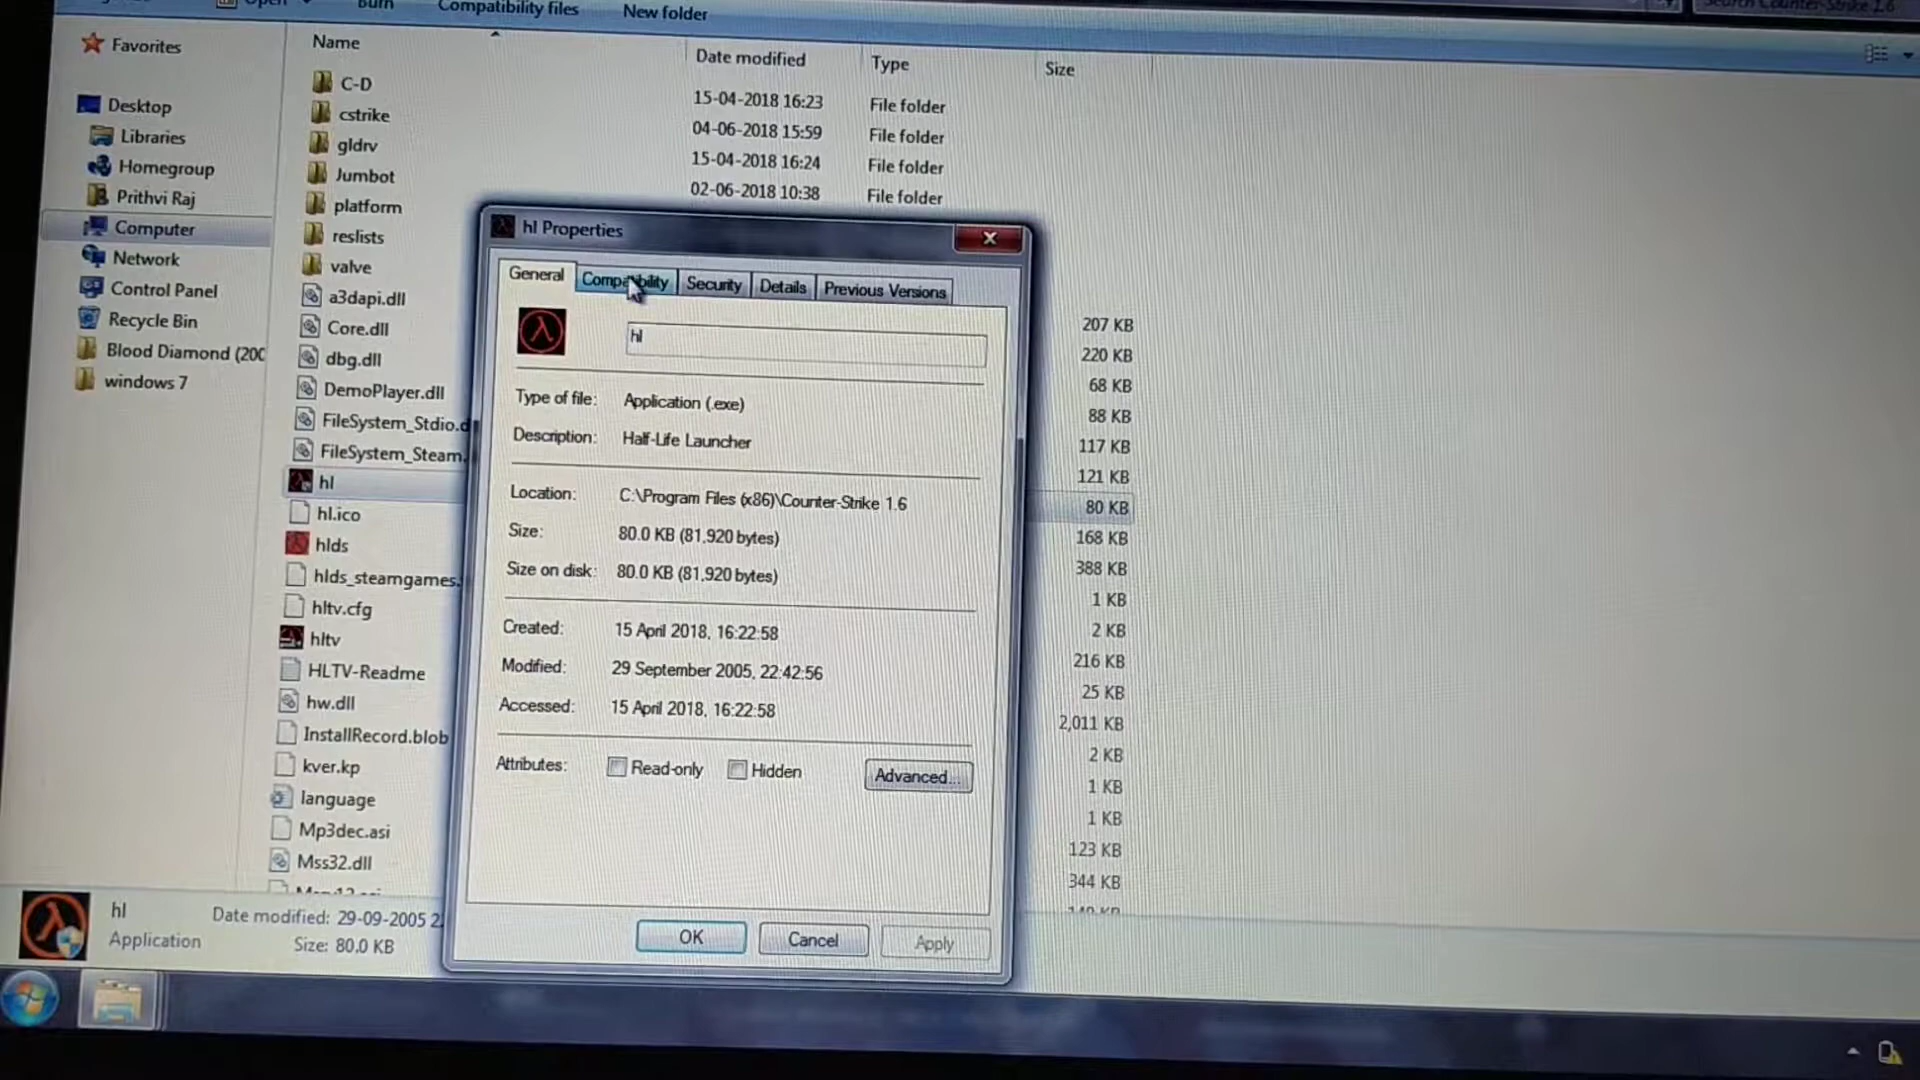 Open
Burn
Compatibility files
New folder
Search Counter-Strike 1.6
Favorites
Desktop
Libraries
Homegroup
Prithvi Raj
Computer
Network
Control Panel
Recycle Bin
Blood Diamond (200
windows 7
Name Date modified Type Size
C-D 15-04-2018 16:23 File folder
cstrike 04-06-2018 15:59 File folder
gldrv 15-04-2018 16:24 File folder
Jumbot 02-06-2018 10:38 File folder
platform
reslists
valve
a3dapi.dll 207 KB
Core.dll 220 KB
dbg.dll 68 KB
DemoPlayer.dll 88 KB
FileSystem_Stdio.d 117 KB
FileSystem_Steam. 121 KB
hl 80 KB
hl.ico 168 KB
hlds 388 KB
hlds_steamgames. 1 KB
hltv.cfg 2 KB
hltv 216 KB
HLTV-Readme 25 KB
hw.dll 2,011 KB
InstallRecord.blob 2 KB
kver.kp 1 KB
language 1 KB
Mp3dec.asi 123 KB
Mss32.dll 344 KB
hl Properties
General Compatibility Security Details Previous Versions
hl
Type of file: Application (.exe)
Description: Half-Life Launcher
Location: C:\Program Files (x86)\Counter-Strike 1.6
Size: 80.0 KB (81,920 bytes)
Size on disk: 80.0 KB (81,920 bytes)
Created: 15 April 2018, 16:22:58
Modified: 29 September 2005, 22:42:56
Accessed: 15 April 2018, 16:22:58
Attributes: Read-only Hidden Advanced...
OK Cancel Apply
hl Date modified: 29-09-2005 2
Application Size: 80.0 KB